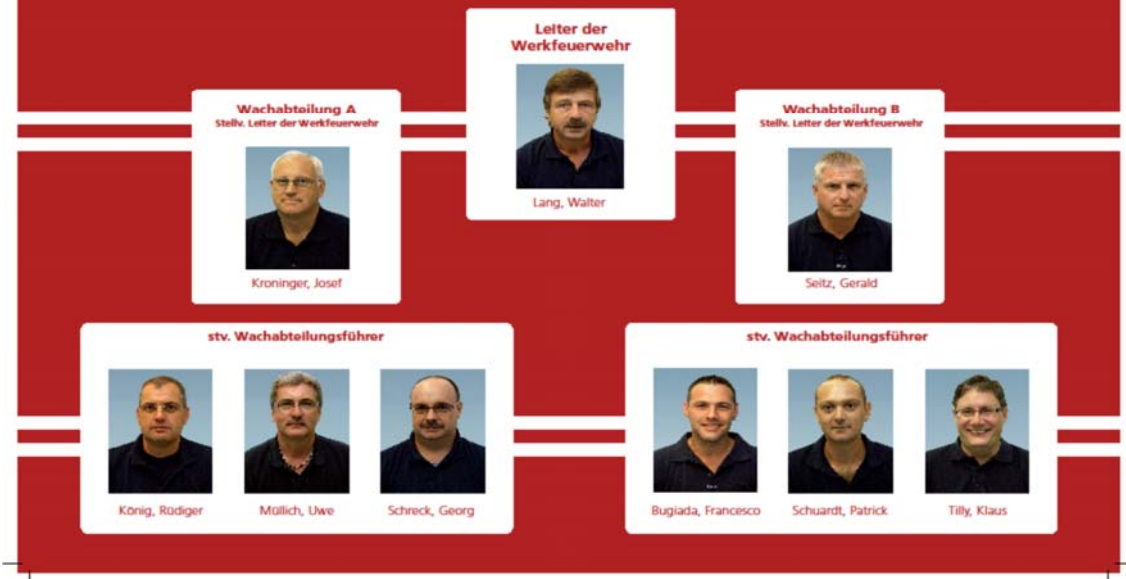 Leiter der
Werkfeuerwehr
Lang, Walter
Wachabteilung A
Stellv. Leiter der Werkfeuerwehr
Kroninger, Josef
Wachabteilung B
Stellv. Leiter der Werkfeuerwehr
Seitz, Gerald
stv. Wachabteilungsführer
König, Rüdiger
Müllich, Uwe
Schreck, Georg
stv. Wachabteilungsführer
Bugiada, Francesco
Schuardt, Patrick
Tilly, Klaus